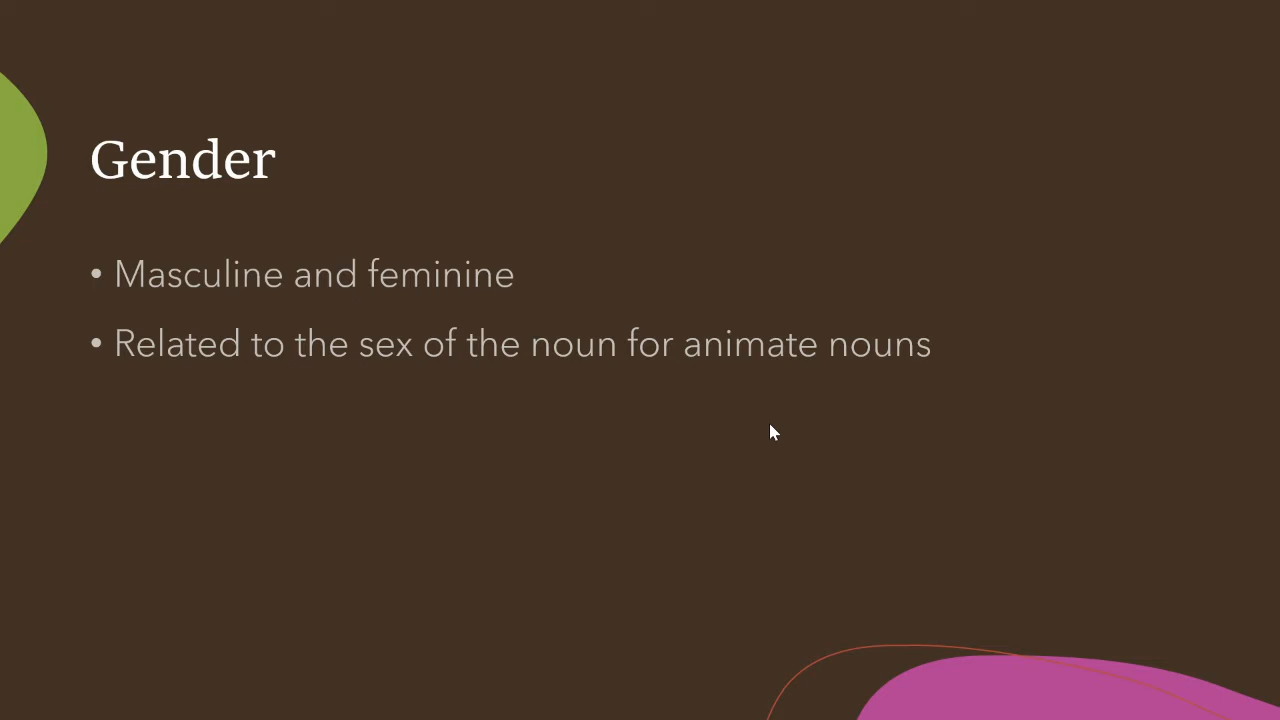 Gender
• Masculine and feminine
• Related to the sex of the noun for animate nouns